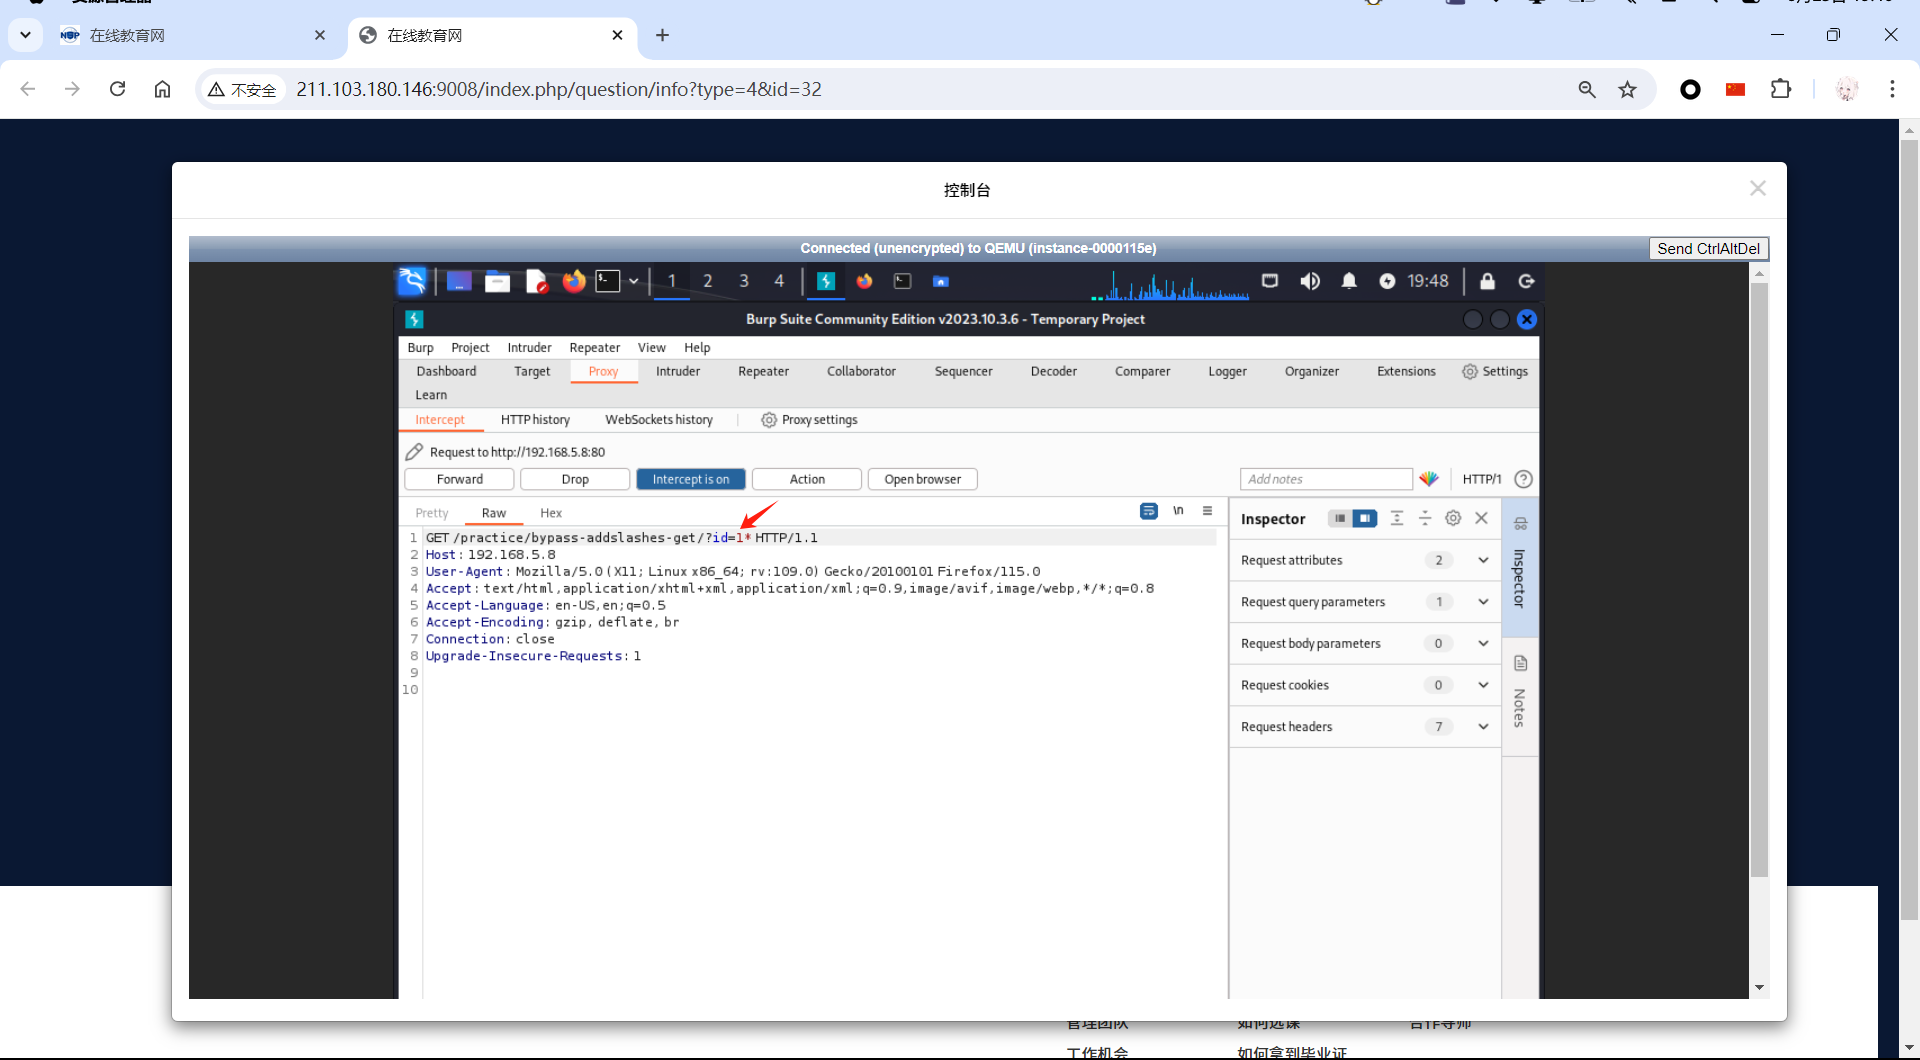 在线教育网
在线教育网
不安全
211.103.180.146:9008/index.php/question/info?type=4&id=32
控制台
Connected (unencrypted) to QEMU (instance-0000115e)
Send CtrlAltDel
1 2 3 4
19:48
Burp Suite Community Edition v2023.10.3.6 - Temporary Project
Burp Project Intruder Repeater View Help
Dashboard Target Proxy Intruder Repeater Collaborator Sequencer Decoder Comparer Logger Organizer Extensions Settings
Learn
Intercept HTTP history WebSockets history Proxy settings
Request to http://192.168.5.8:80
Forward Drop Intercept is on Action Open browser
Add notes
HTTP/1
Pretty Raw Hex
\n
1 GET /practice/bypass-addslashes-get/?id=1* HTTP/1.1
2 Host: 192.168.5.8
3 User-Agent: Mozilla/5.0 (X11; Linux x86_64; rv:109.0) Gecko/20100101 Firefox/115.0
4 Accept: text/html,application/xhtml+xml,application/xml;q=0.9,image/avif,image/webp,*/*;q=0.8
5 Accept-Language: en-US,en;q=0.5
6 Accept-Encoding: gzip, deflate, br
7 Connection: close
8 Upgrade-Insecure-Requests: 1
9
10
Inspector
Request attributes 2
Request query parameters 1
Request body parameters 0
Request cookies 0
Request headers 7
Inspector
Notes
管理团队 如何选课 合作导师
工作机会 如何拿到毕业证